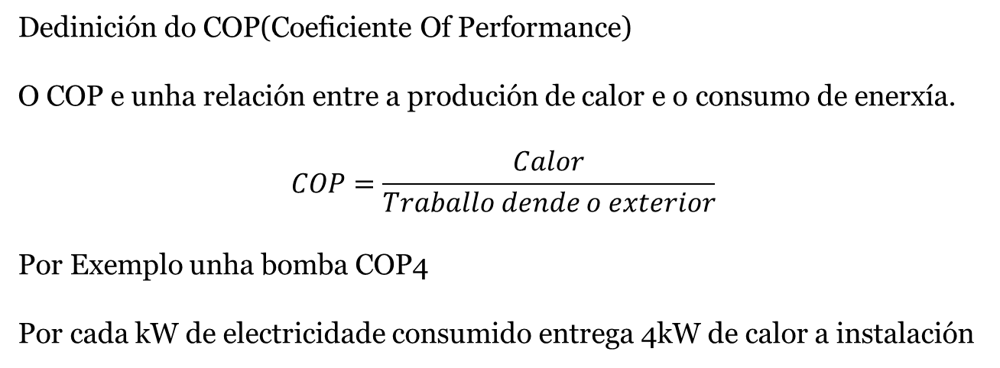 Dedinición do COP(Coeficiente Of Performance)
O COP e unha relación entre a produción de calor e o consumo de enerxía.
COP = Calor / Traballo dende o exterior
Por Exemplo unha bomba COP4
Por cada kW de electricidade consumido entrega 4kW de calor a instalación